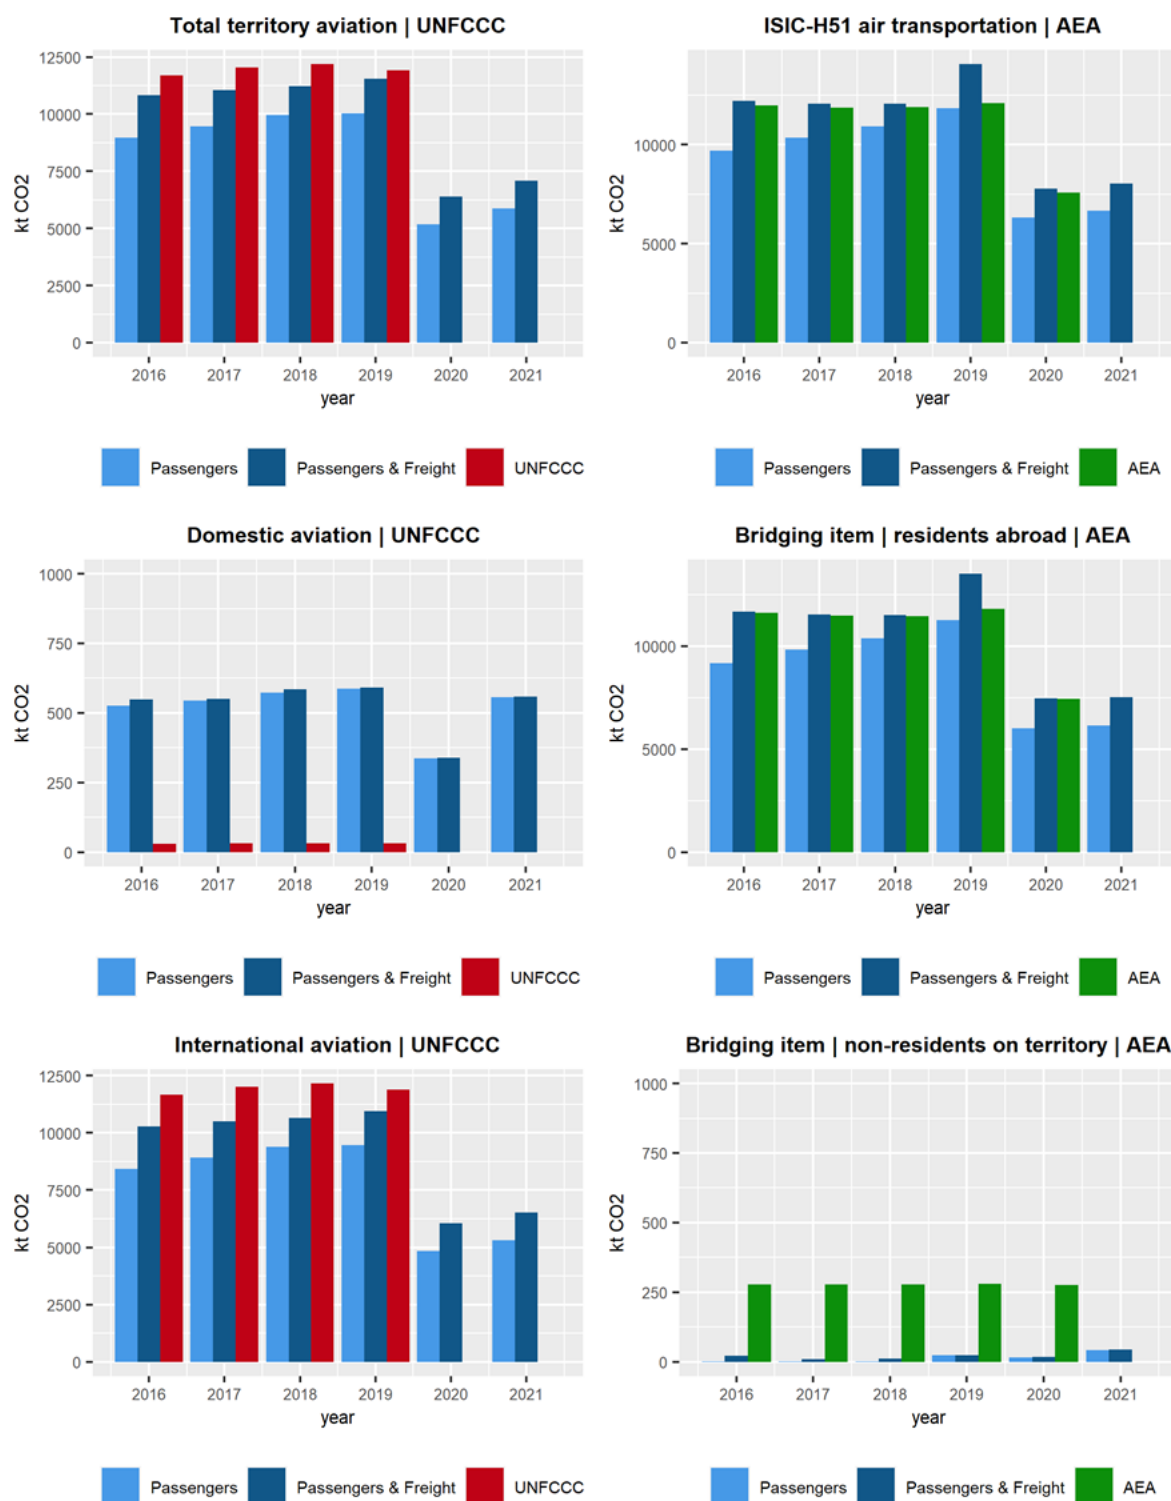 Total territory aviation | UNFCCC
12500
10000
7500
5000
2500
0
kt CO2
2016 2017 2018 2019 2020 2021
year
Passengers Passengers & Freight UNFCCC
ISIC-H51 air transportation | AEA
10000
5000
0
kt CO2
2016 2017 2018 2019 2020 2021
year
Passengers Passengers & Freight AEA
Domestic aviation | UNFCCC
1000
750
500
250
0
kt CO2
2016 2017 2018 2019 2020 2021
year
Passengers Passengers & Freight UNFCCC
Bridging item | residents abroad | AEA
10000
5000
0
kt CO2
2016 2017 2018 2019 2020 2021
year
Passengers Passengers & Freight AEA
International aviation | UNFCCC
12500
10000
7500
5000
2500
0
kt CO2
2016 2017 2018 2019 2020 2021
year
Passengers Passengers & Freight UNFCCC
Bridging item | non-residents on territory | AEA
1000
750
500
250
0
kt CO2
2016 2017 2018 2019 2020 2021
year
Passengers Passengers & Freight AEA